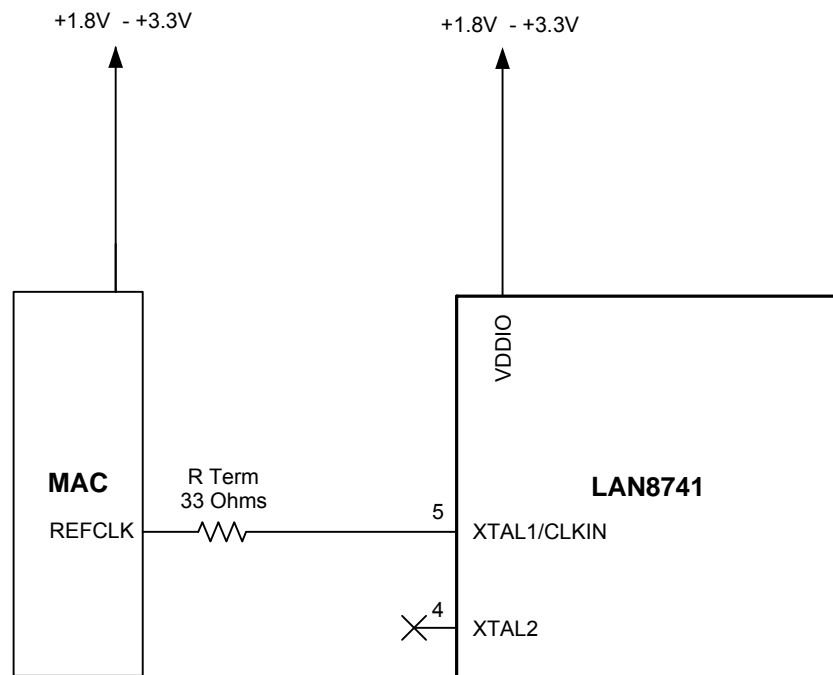 +1.8V - +3.3V
+1.8V - +3.3V
VDDIO
MAC
R Term
33 Ohms
LAN8741
REFCLK
5
XTAL1/CLKIN
4
XTAL2